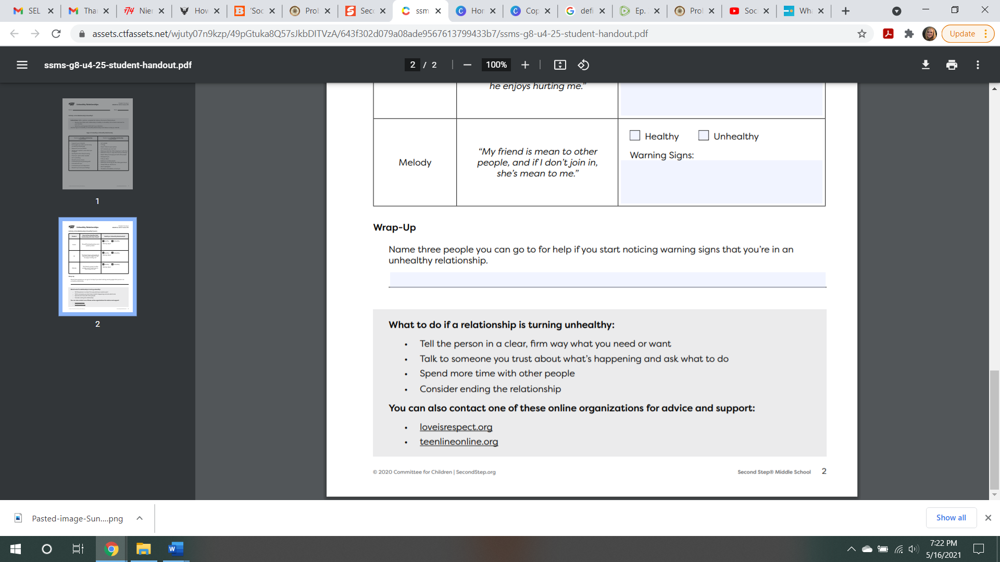 SEL
Tha
Nier
How
'Soc
Prol
Seco
ssm
Hor
Cop
defi
Ep.
Prol
Soci
Wha
assets.ctfassets.net/wjuty07n9kzp/49pGtuka8Q57sJkbDITVzA/643f302d079a08ade9567613799433b7/ssms-g8-u4-25-student-handout.pdf
Update
ssms-g8-u4-25-student-handout.pdf
2 / 2
100%
1
2
he enjoys hurting me."
Melody
“My friend is mean to other
people, and if I don’t join in,
she’s mean to me.”
Healthy Unhealthy
Warning Signs:
Wrap-Up
Name three people you can go to for help if you start noticing warning signs that you’re in an
unhealthy relationship.
What to do if a relationship is turning unhealthy:
• Tell the person in a clear, firm way what you need or want
• Talk to someone you trust about what’s happening and ask what to do
• Spend more time with other people
• Consider ending the relationship
You can also contact one of these online organizations for advice and support:
• loveisrespect.org
• teenlineonline.org
© 2020 Committee for Children | SecondStep.org
Second Step® Middle School 2
Pasted-image-Sun....png
Show all
7:22 PM
5/16/2021